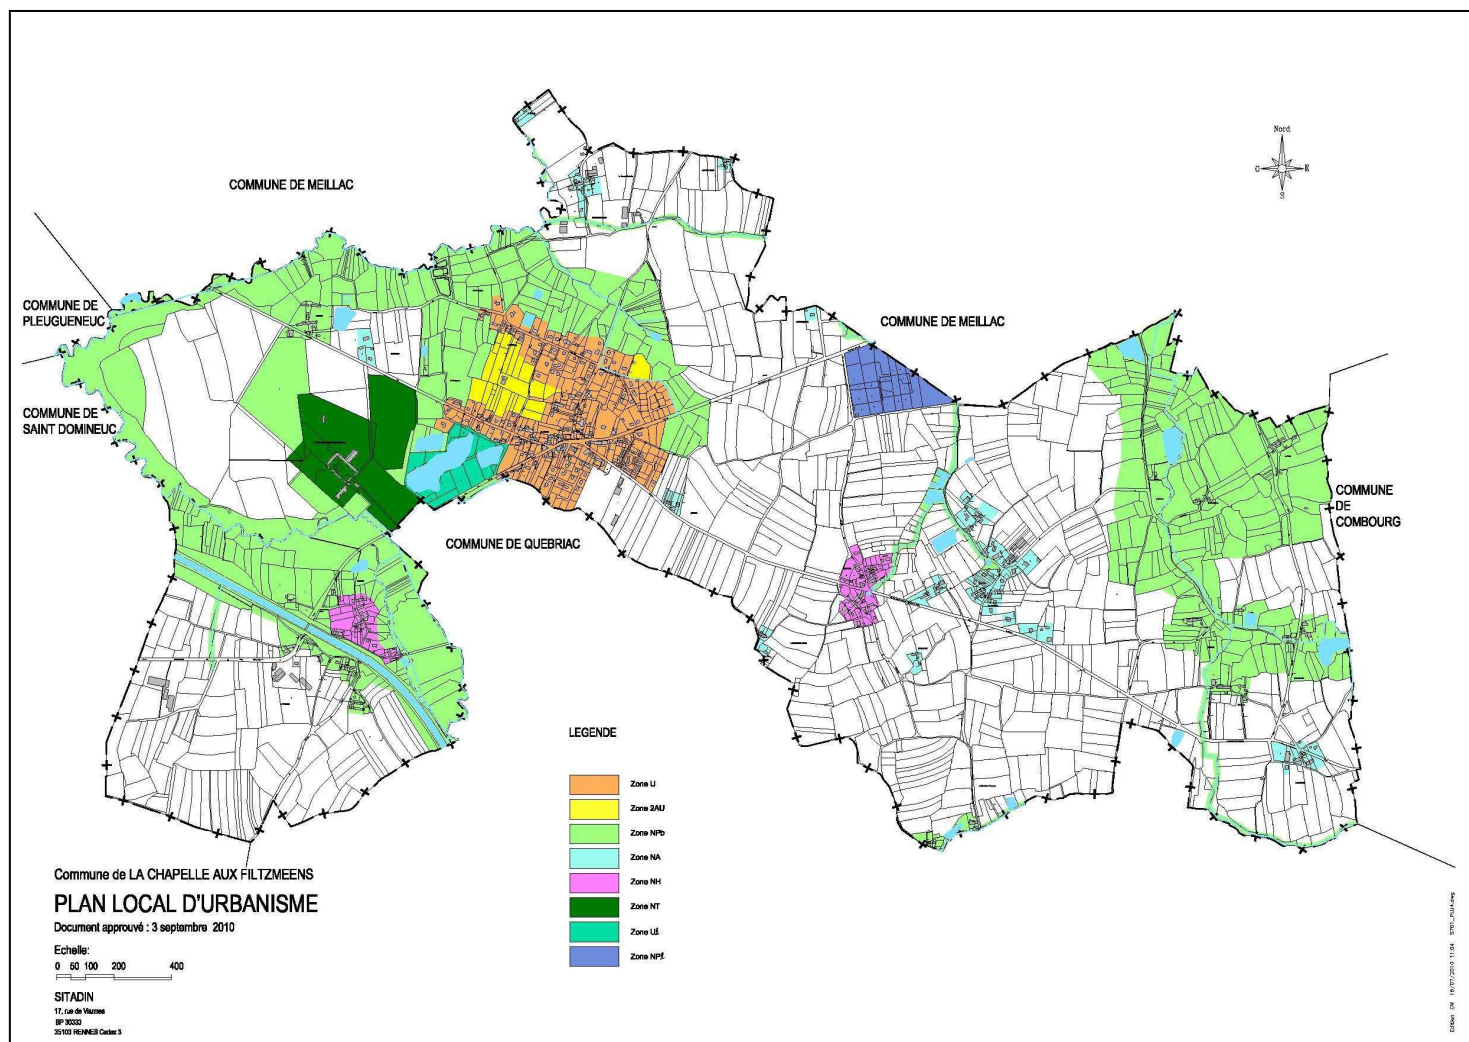 Nord
O
E
S
COMMUNE DE MEILLAC
COMMUNE DE
PLEUGUENEUC
COMMUNE DE MEILLAC
COMMUNE DE
SAINT DOMINEUC
COMMUNE
DE
COMBOURG
COMMUNE DE QUEBRIAC
LEGENDE
Zone U
Zone 2AU
Zone NPb
Zone NA
Zone NH
Zone NT
Zone UL
Zone NPL
Commune de LA CHAPELLE AUX FILTZMEENS
PLAN LOCAL D'URBANISME
Document approuvé : 3 septembre 2010
Echelle:
0 50 100 200 400
SITADIN
17, rue de Viarmes
BP 30333
35103 RENNES Cedex 3